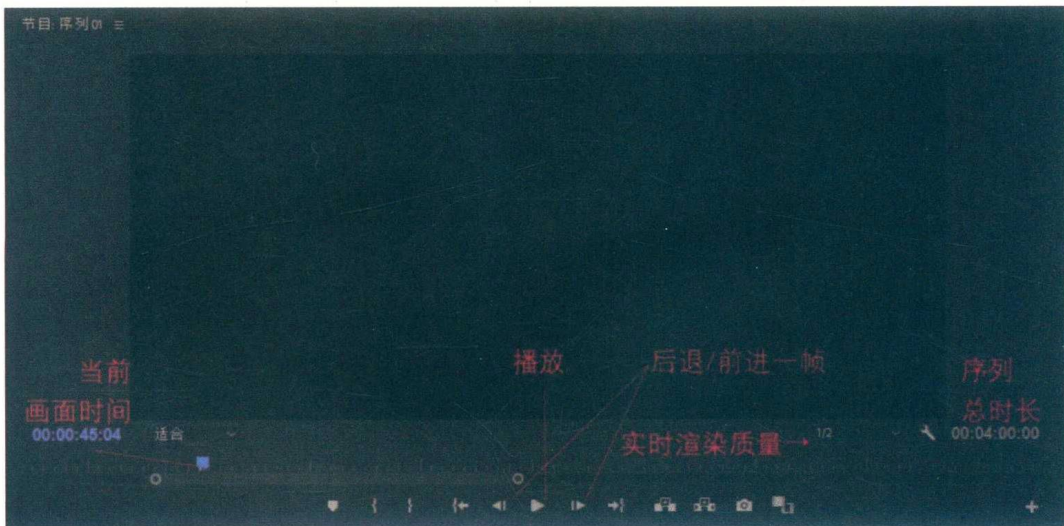 节目: 序列 01
当前
画面时间
播放
后退/前进一帧
序列
总时长
00:00:45:04
适合
实时渲染质量
1/2
00:04:00:00